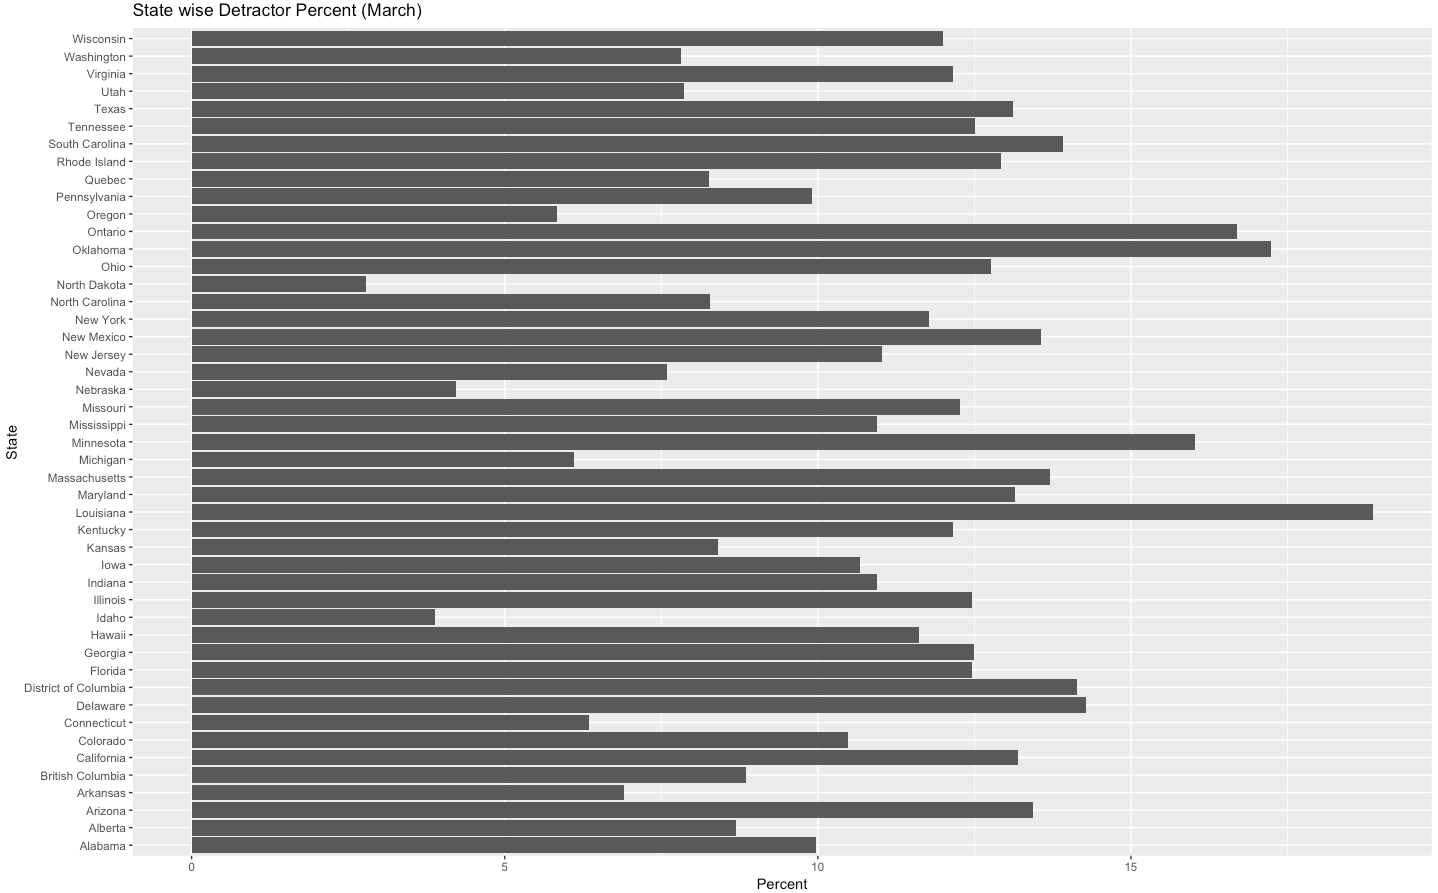 State wise Detractor Percent (March)
Wisconsin
Washington
Virginia
Utah
Texas
Tennessee
South Carolina
Rhode Island
Quebec
Pennsylvania
Oregon
Ontario
Oklahoma
Ohio
North Dakota
North Carolina
New York
New Mexico
New Jersey
Nevada
Nebraska
Missouri
Mississippi
Minnesota
Michigan
Massachusetts
Maryland
Louisiana
Kentucky
Kansas
Iowa
Indiana
Illinois
Idaho
Hawaii
Georgia
Florida
District of Columbia
Delaware
Connecticut
Colorado
California
British Columbia
Arkansas
Arizona
Alberta
Alabama
State
0 5 10 15
Percent